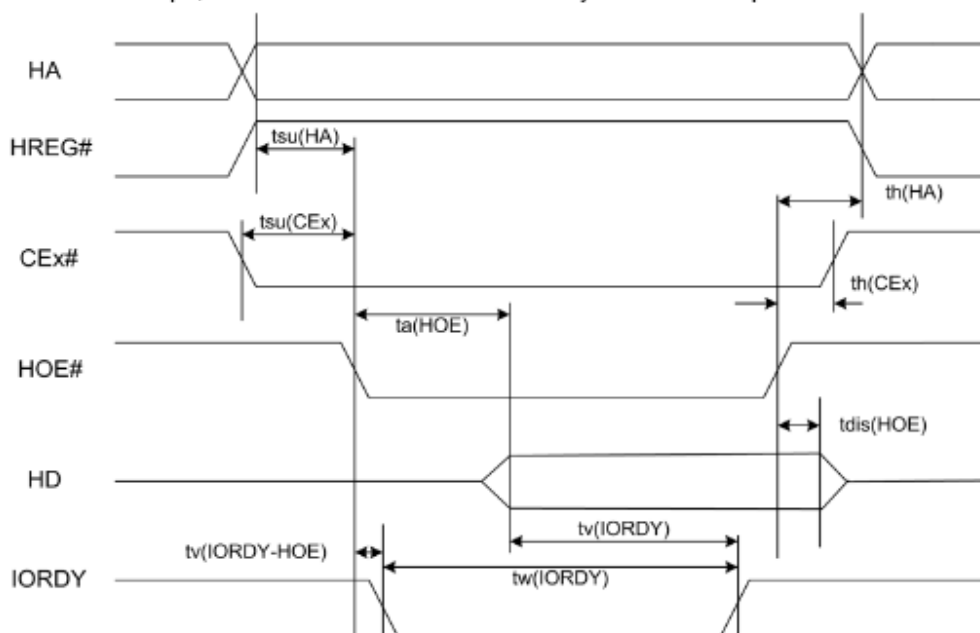 HA
HREG#
tsu(HA)
th(HA)
tsu(CEx)
CEx#
th(CEx)
ta(HOE)
HOE#
tdis(HOE)
HD
tv(IORDY)
tv(IORDY-HOE)
tw(IORDY)
IORDY